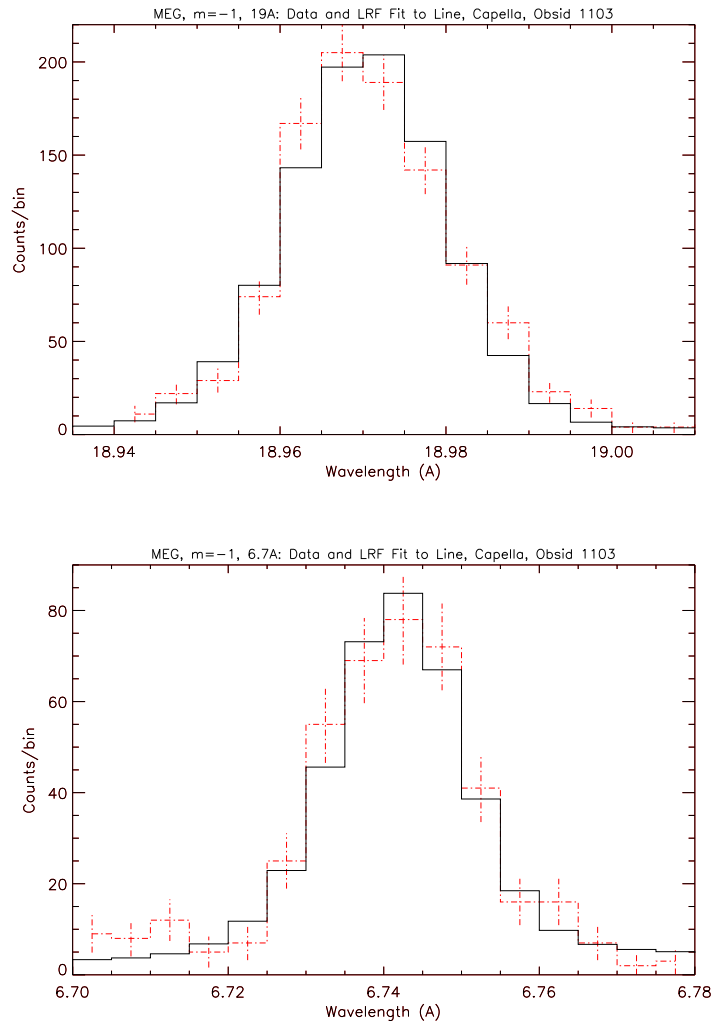 MEG, m=−1, 19A: Data and LRF Fit to Line, Capella, Obsid 1103
200
150
100
50
0
Counts/bin
18.94 18.96 18.98 19.00
Wavelength (A)
MEG, m=−1, 6.7A: Data and LRF Fit to Line, Capella, Obsid 1103
80
60
40
20
0
Counts/bin
6.70 6.72 6.74 6.76 6.78
Wavelength (A)